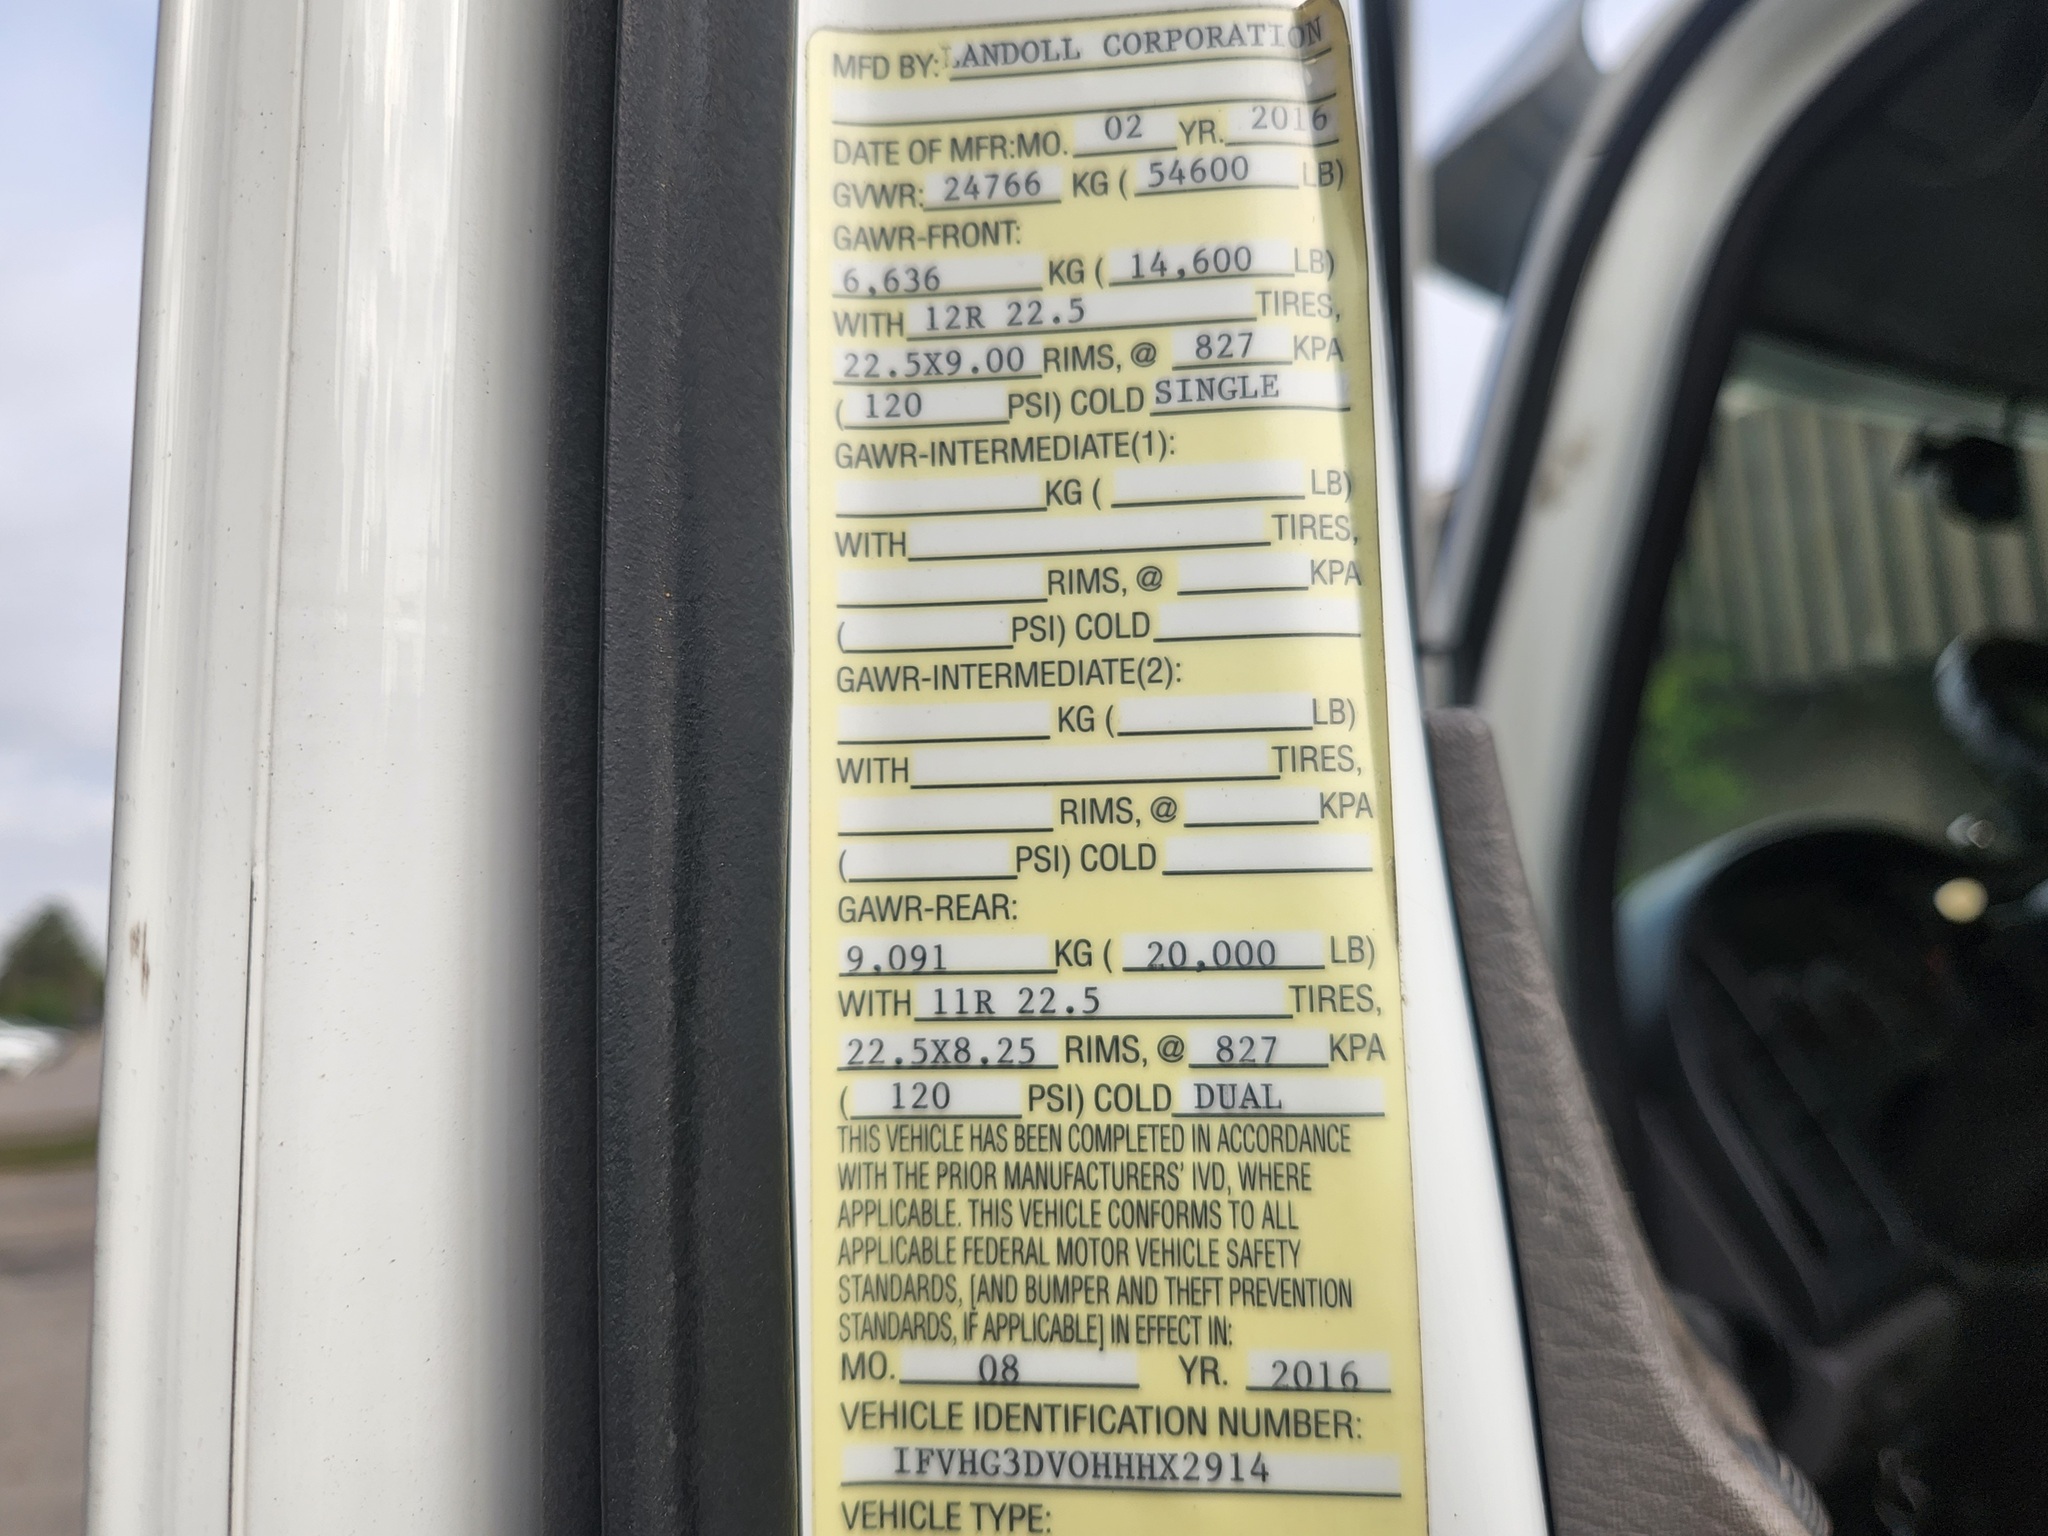 MFD BY: LANDOLL CORPORATION
DATE OF MFR:MO. 02 YR. 2016
GVWR: 24766 KG ( 54600 LB)
GAWR-FRONT:
6,636 KG ( 14,600 LB)
WITH 12R 22.5 TIRES,
22.5X9.00 RIMS, @ 827 KPA
( 120 PSI) COLD SINGLE
GAWR-INTERMEDIATE(1):
KG ( LB)
WITH TIRES,
RIMS, @ KPA
( PSI) COLD
GAWR-INTERMEDIATE(2):
KG ( LB)
WITH TIRES,
RIMS, @ KPA
( PSI) COLD
GAWR-REAR:
9,091 KG ( 20,000 LB)
WITH 11R 22.5 TIRES,
22.5X8.25 RIMS, @ 827 KPA
( 120 PSI) COLD DUAL
THIS VEHICLE HAS BEEN COMPLETED IN ACCORDANCE
WITH THE PRIOR MANUFACTURERS' IVD, WHERE
APPLICABLE. THIS VEHICLE CONFORMS TO ALL
APPLICABLE FEDERAL MOTOR VEHICLE SAFETY
STANDARDS, [AND BUMPER AND THEFT PREVENTION
STANDARDS, IF APPLICABLE] IN EFFECT IN:
MO. 08 YR. 2016
VEHICLE IDENTIFICATION NUMBER:
IFVHG3DVOHHHX2914
VEHICLE TYPE: